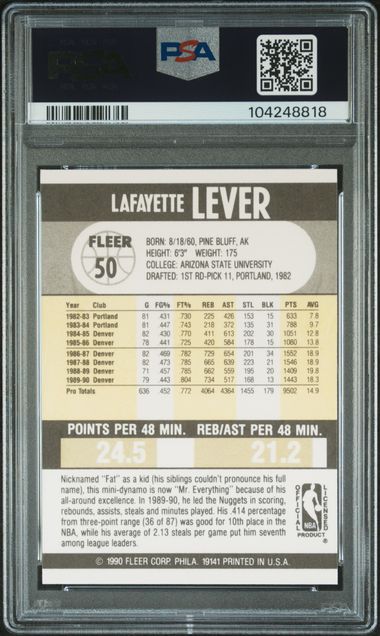 PSA
104248818
LAFAYETTE LEVER
FLEER
50
BORN: 8/18/60, PINE BLUFF, AK
HEIGHT: 6'3" WEIGHT: 175
COLLEGE: ARIZONA STATE UNIVERSITY
DRAFTED: 1ST RD-PICK 11, PORTLAND, 1982
Year Club G FG% FT% REB AST STL BLK PTS AVG
1982-83 Portland 81 .431 .730 225 426 153 15 633 7.8
1983-84 Portland 81 .447 .743 218 372 135 31 788 9.7
1984-85 Denver 82 .430 .770 411 613 202 30 1051 12.8
1985-86 Denver 78 .441 .725 420 584 178 15 1080 13.8
1986-87 Denver 82 .469 .782 729 654 201 34 1552 18.9
1987-88 Denver 82 .473 .785 665 639 223 21 1546 18.9
1988-89 Denver 71 .457 .785 662 559 195 20 1409 19.8
1989-90 Denver 79 .443 .804 734 517 168 13 1443 18.3
Pro Totals 636 .452 .772 4064 4364 1455 179 9502 14.9
POINTS PER 48 MIN. REB/AST PER 48 MIN.
24.5 21.2
Nicknamed "Fat" as a kid (his siblings couldn't pronounce his
full name), this mini-dynamo is now "Mr. Everything" because of his
all-around excellence. In 1989-90, he led the Nuggets in scoring,
rebounds, assists, steals and minutes played. His .414 percentage
from three-point range (36 of 87) was good for 10th place in the
NBA, while his average of 2.13 steals per game put him seventh
among league leaders.
OFFICIAL LICENSED
NBA
PRODUCT
© 1990 FLEER CORP. PHILA. 19141 PRINTED IN U.S.A.